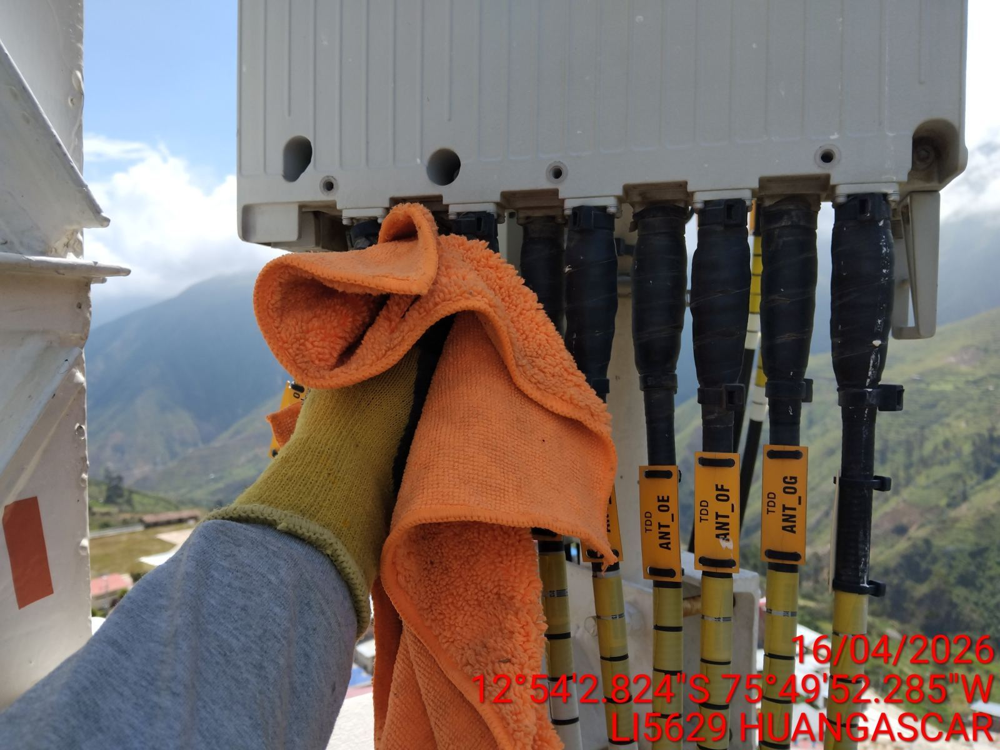 TDD
ANT_OE
TDD
ANT_OF
TDD
ANT_OG
16/04/2026
12°54'2.824"S 75°49'52.285"W
LI5629 HUANGASCAR